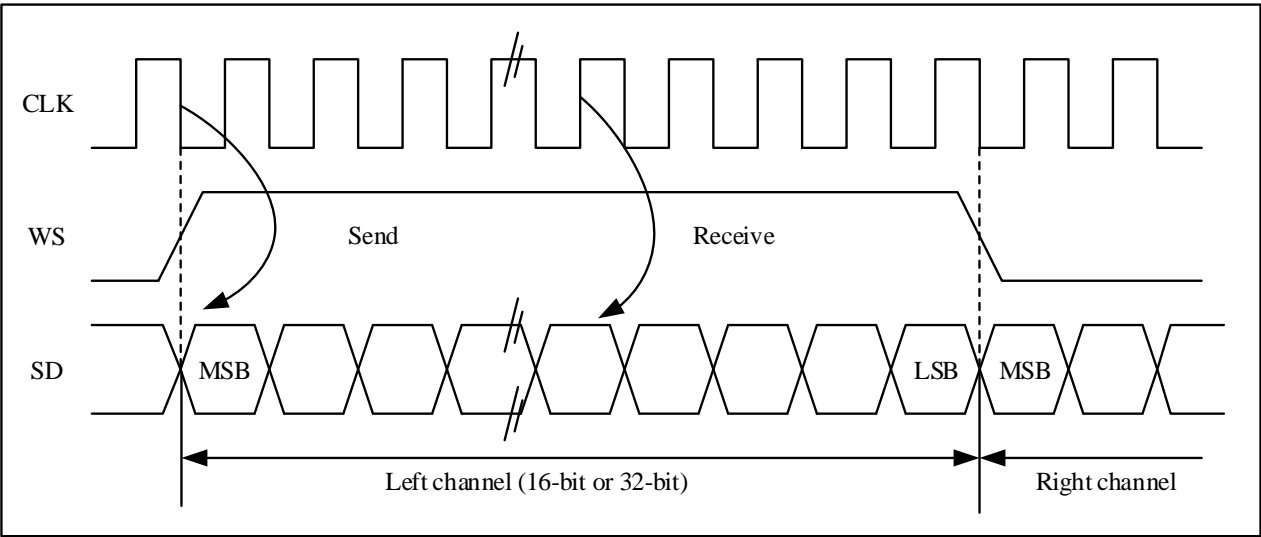 CLK
WS
Send
Receive
SD
MSB
LSB
MSB
Left channel (16-bit or 32-bit)
Right channel